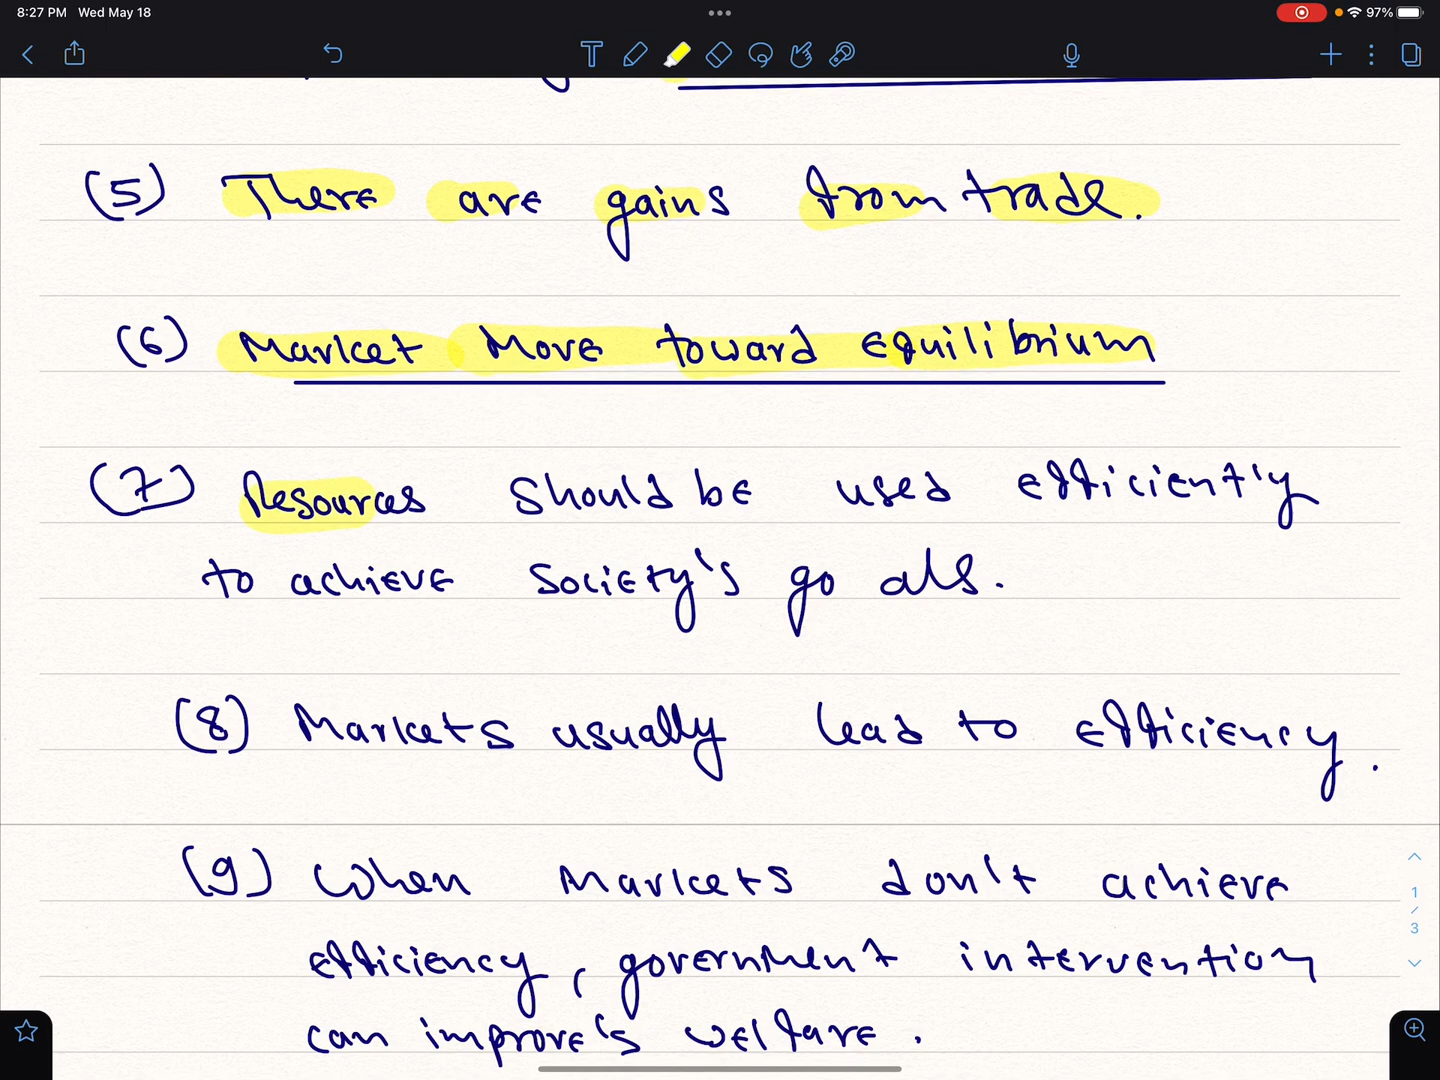 8:27 PM Wed May 18
97%
(5) There are gains from trade.
(6) Market Move toward equilibrium
(7) Resources should be used efficiently
to achieve society's goals.
(8) Markets usually lead to efficiency.
1
/
3
(9) When Markets don't achieve
efficiency, government intervention
can improve's welfare.